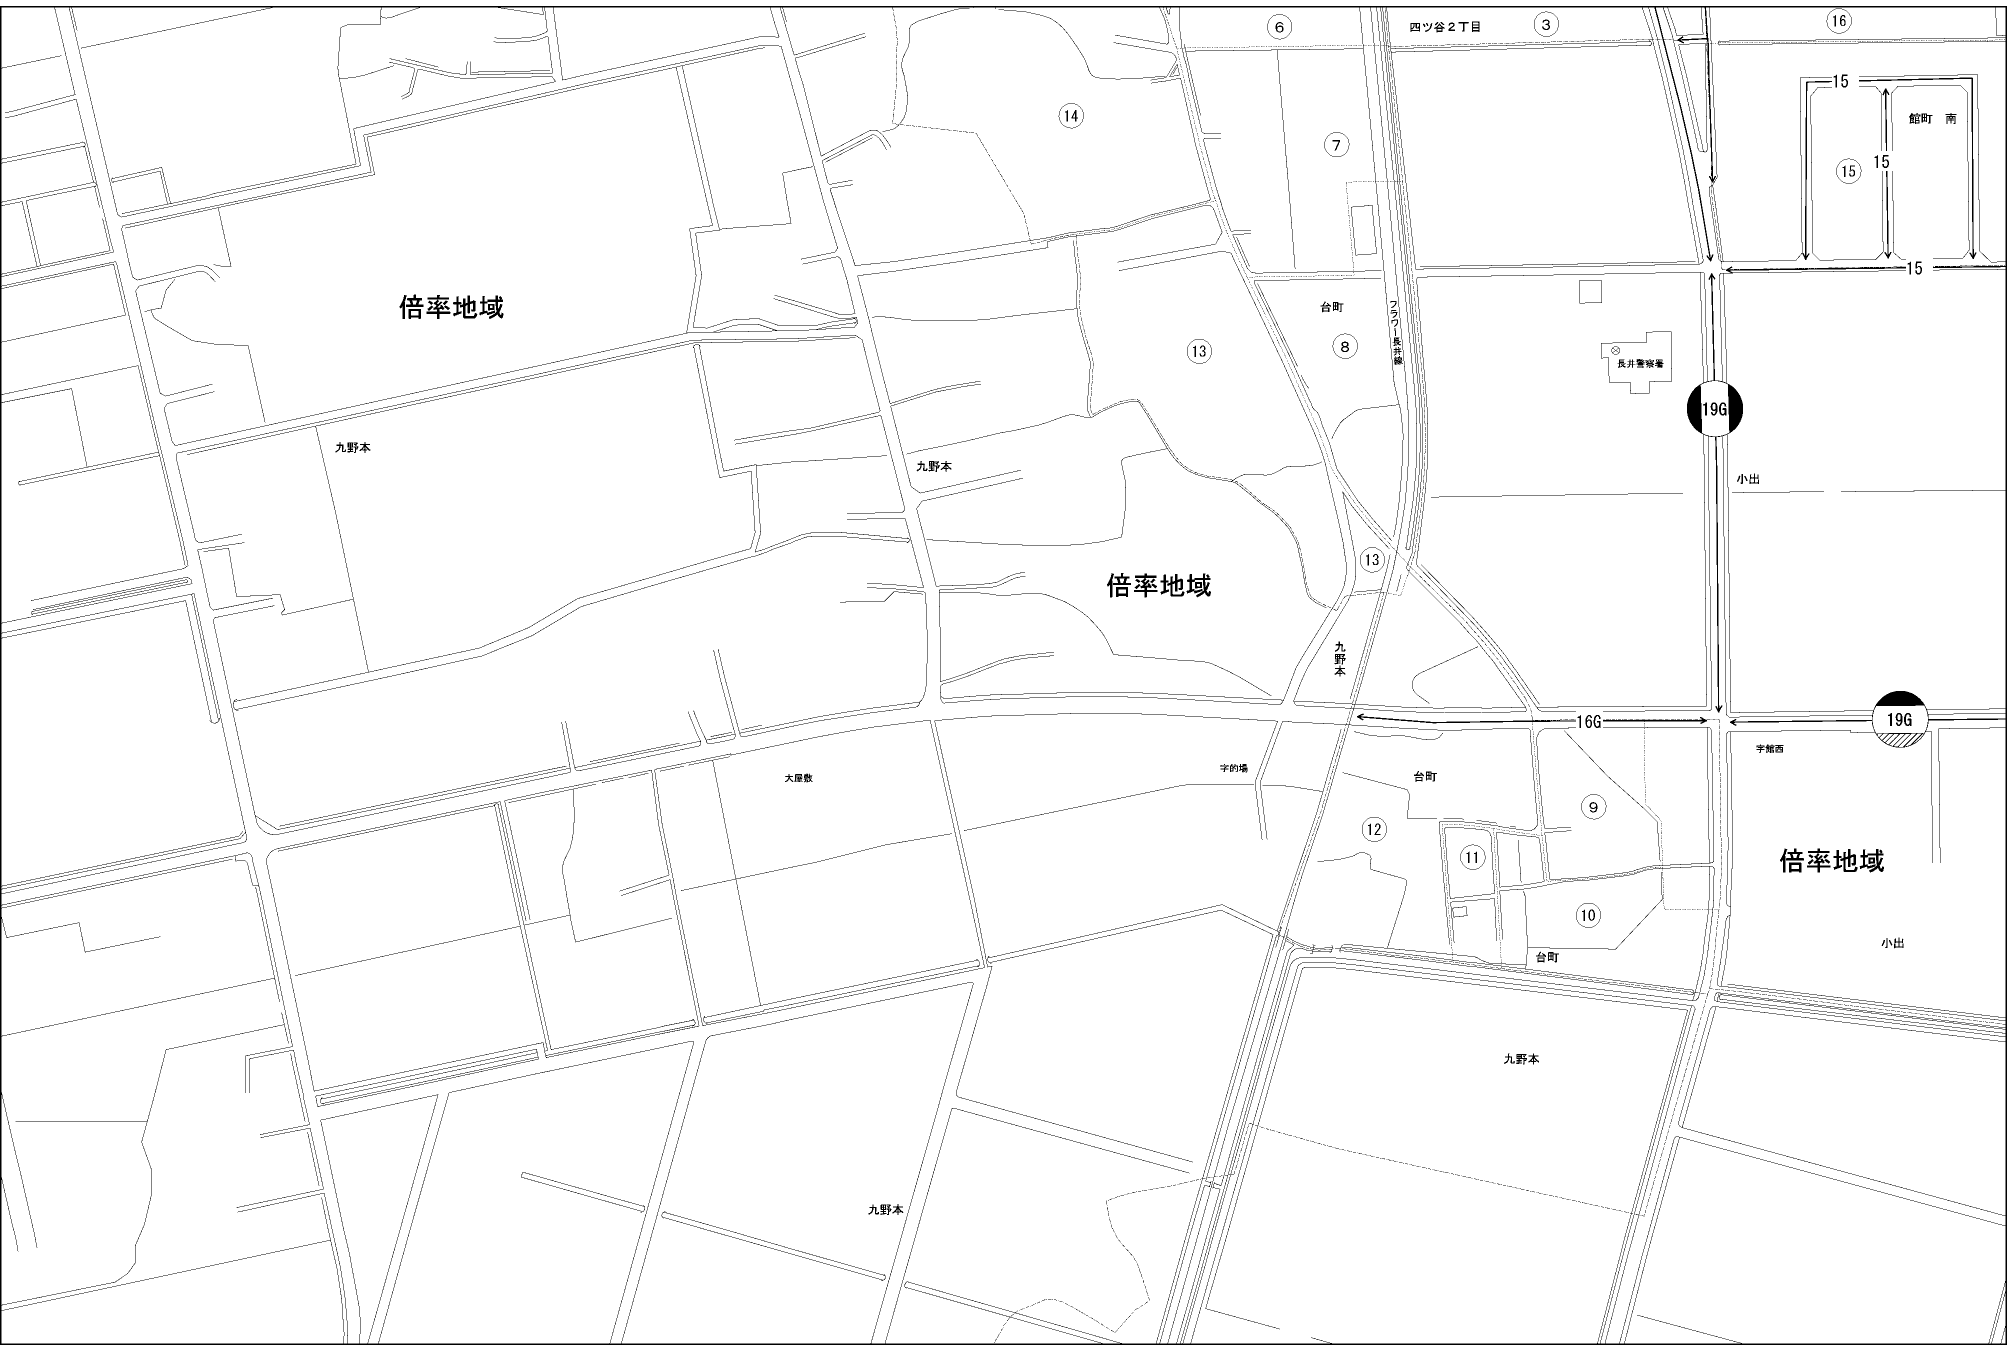 ⑥
四ツ谷２丁目
③
⑯
15
⑭
館町 南
⑦
15
⑮
15
倍率地域
台町
フラワー長井線
⑬
⑧
長井警察署
19G
九野本
九野本
小出
⑬
倍率地域
九野本
16G
19G
字館西
字的場
台町
大屋敷
⑨
⑫
⑪
倍率地域
⑩
小出
台町
九野本
九野本